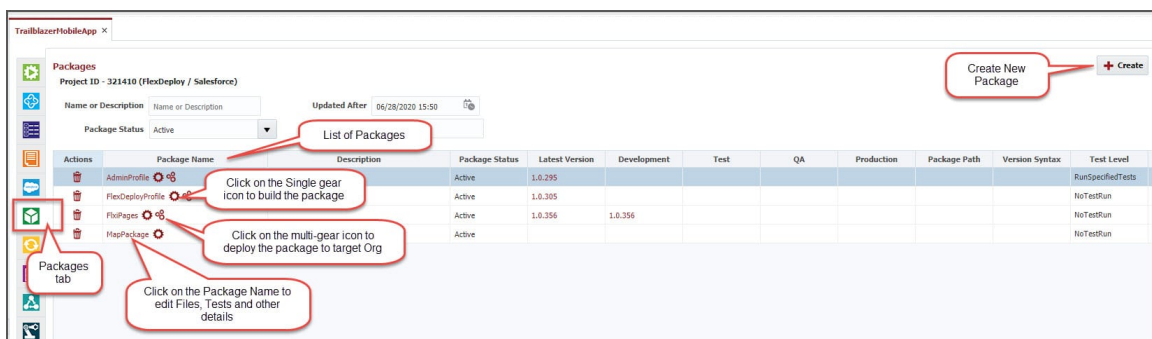 TrailblazerMobileApp ×
Packages
Project ID - 321410 (FlexDeploy / Salesforce)
Create New
Package
Create
Name or Description Name or Description Updated After 06/28/2020 15:50
Package Status Active
List of Packages
Actions Package Name Description Package Status Latest Version Development Test QA Production Package Path Version Syntax Test Level
AdminProfile Active 1.0.295 RunSpecifiedTests
Click on the Single gear
icon to build the package
FlexDeployProfile Active 1.0.305 NoTestRun
FlxiPages Active 1.0.356 1.0.356 NoTestRun
Click on the multi-gear icon to
deploy the package to target Org
MapPackage Active NoTestRun
Packages
tab
Click on the Package Name to
edit Files, Tests and other
details